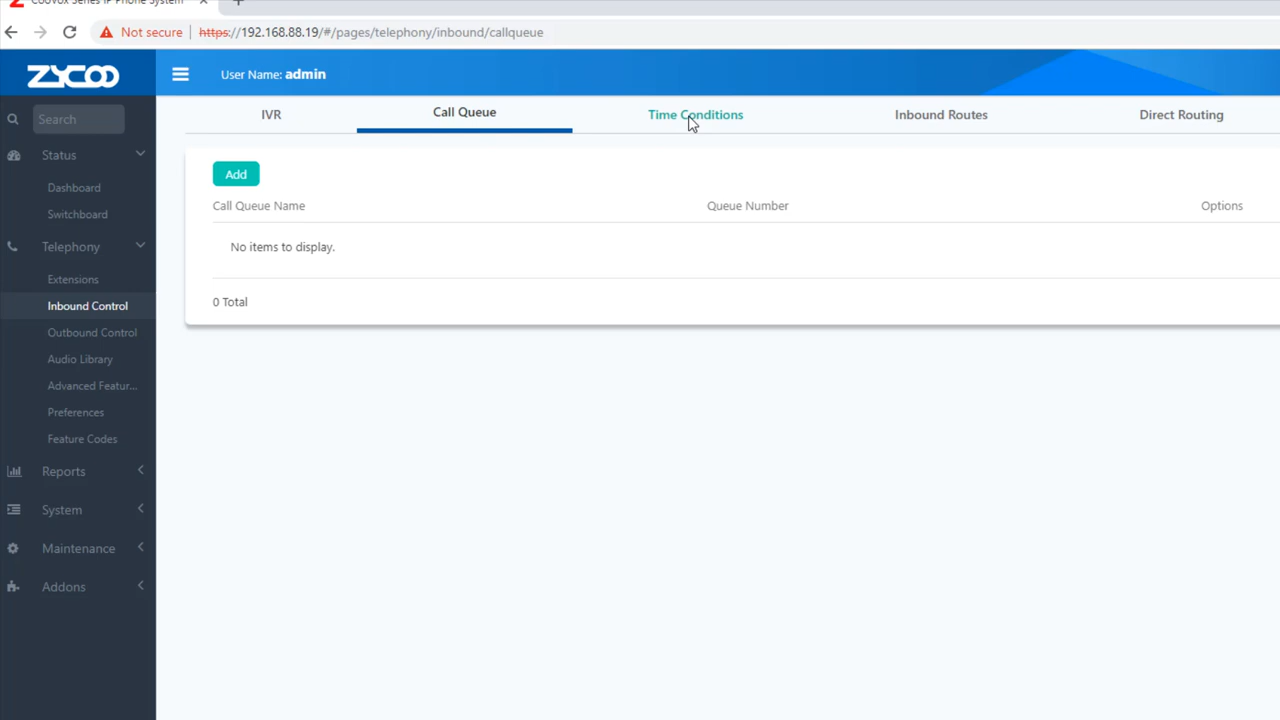 CooVox Series IP Phone System
Not secure https://192.168.88.19/#/pages/telephony/inbound/callqueue
ZYCOO
User Name: admin
Search
Status
Dashboard
Switchboard
Telephony
Extensions
Inbound Control
Outbound Control
Audio Library
Advanced Featur...
Preferences
Feature Codes
Reports
System
Maintenance
Addons
IVR Call Queue Time Conditions Inbound Routes Direct Routing
Add
Call Queue Name Queue Number Options
No items to display.
0 Total